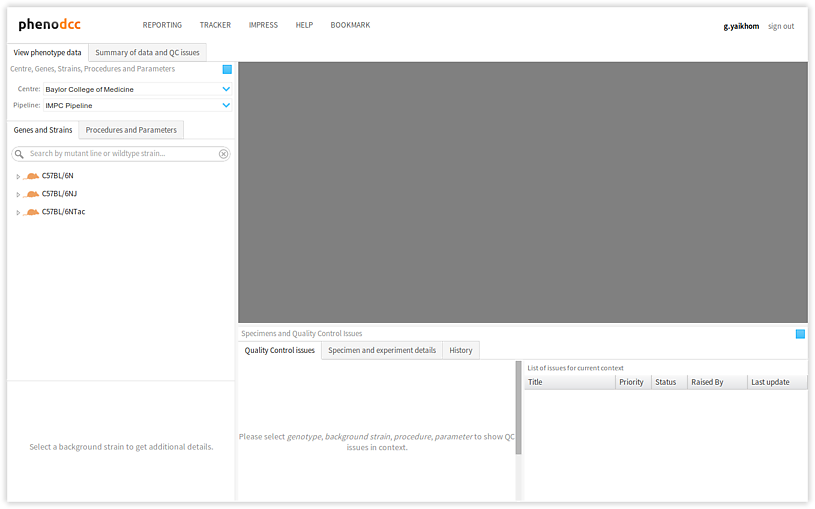 phenodcc
REPORTING TRACKER IMPRESS HELP BOOKMARK
g.yaikhom sign out
View phenotype data Summary of data and QC issues
Centre, Genes, Strains, Procedures and Parameters
Centre: Baylor College of Medicine
Pipeline: IMPC Pipeline
Genes and Strains Procedures and Parameters
Search by mutant line or wildtype strain...
C57BL/6N
C57BL/6NJ
C57BL/6NTac
Select a background strain to get additional details.
Specimens and Quality Control Issues
Quality Control issues Specimen and experiment details History
Please select genotype, background strain, procedure, parameter to show QC
issues in context.
List of issues for current context
Title Priority Status Raised By Last update